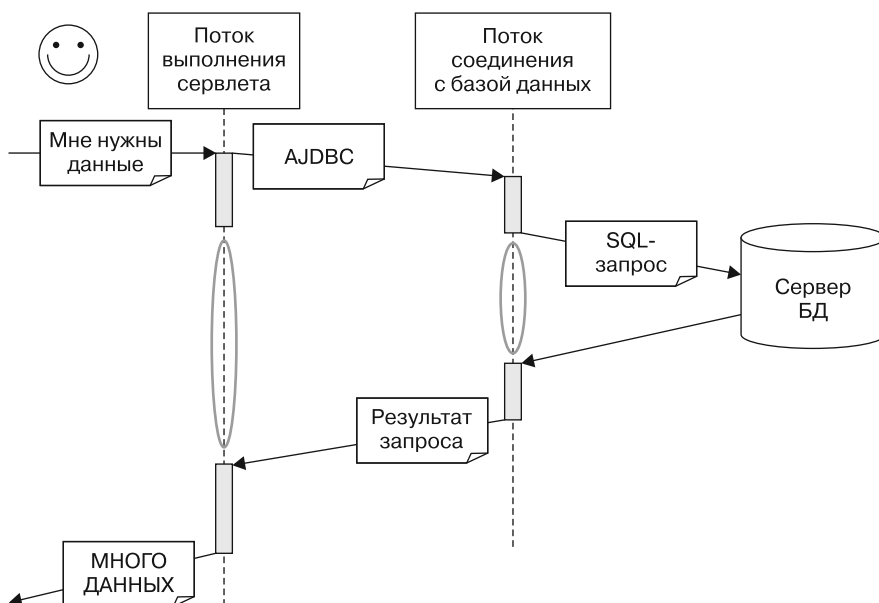 Поток
выполнения
сервлета
Поток
соединения
с базой данных
Мне нужны
данные
AJDBC
SQL-
запрос
Сервер
БД
Результат
запроса
МНОГО
ДАННЫХ